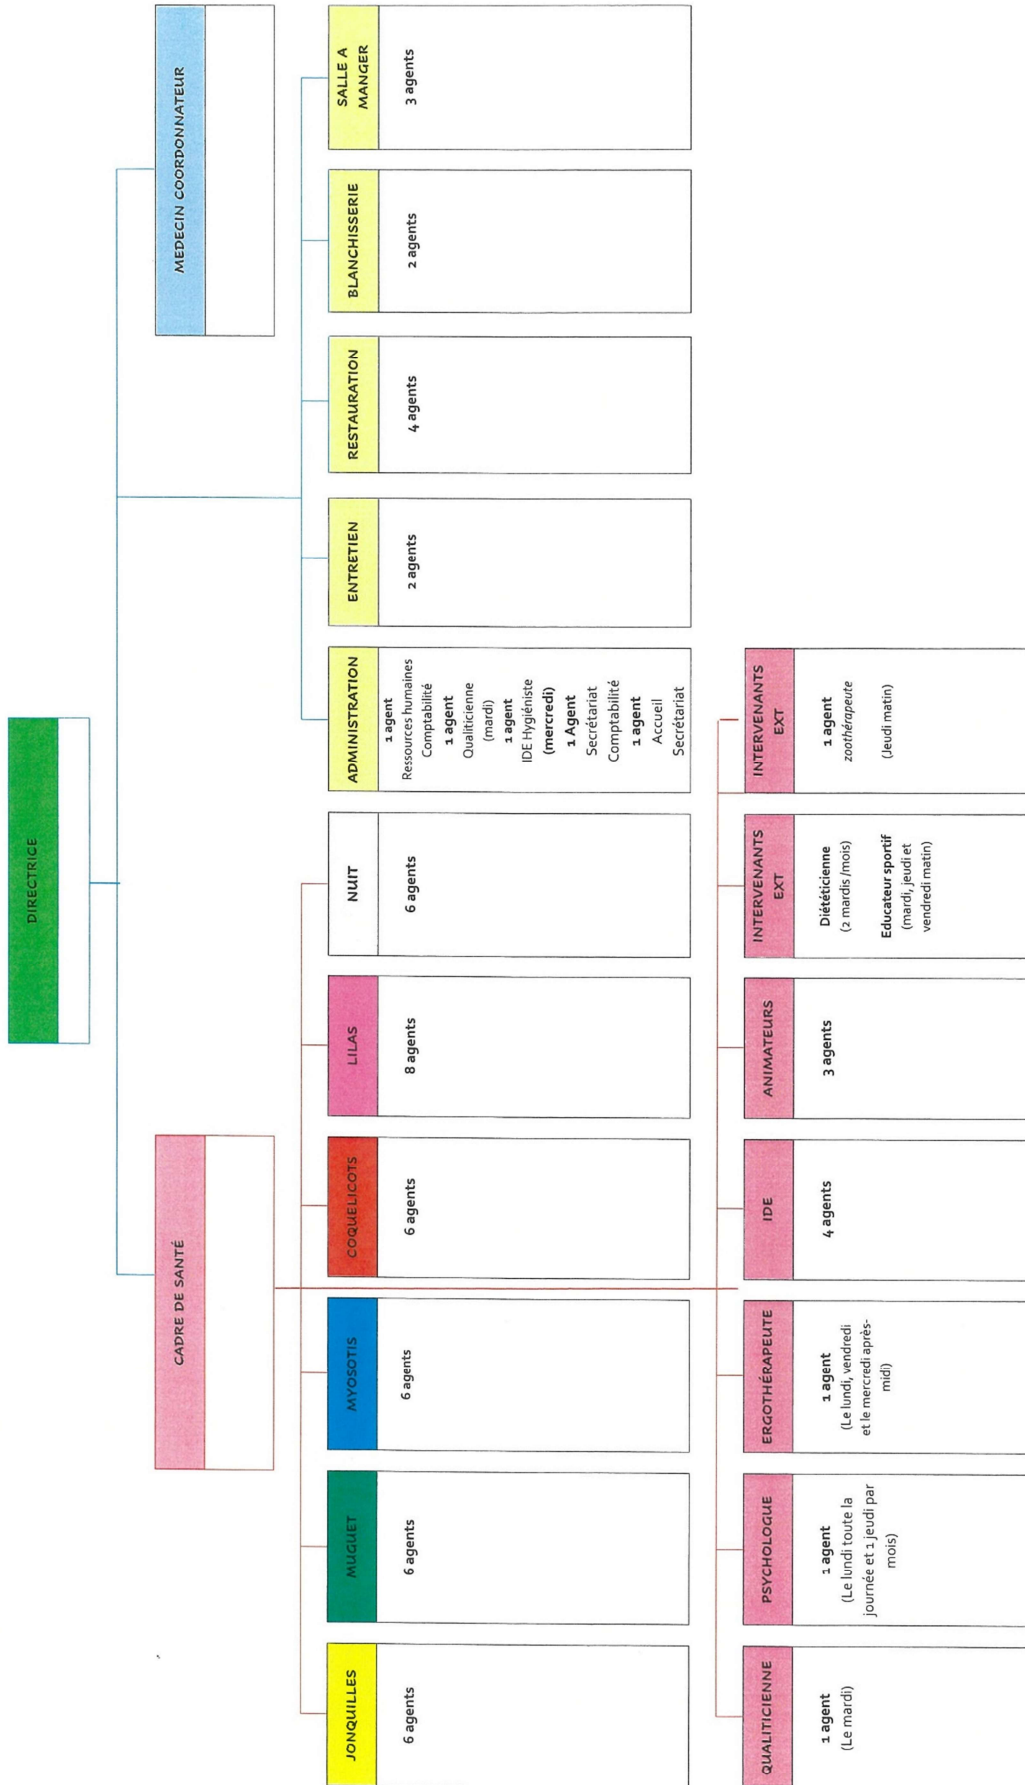 DIRECTRICE
CADRE DE SANTÉ
MEDECIN COORDONNATEUR
JONQUILLES
6 agents
MUGUET
6 agents
MYOSOTIS
6 agents
COQUELICOTS
6 agents
LILAS
8 agents
NUIT
6 agents
ADMINISTRATION
1 agent
Ressources humaines
Comptabilité
1 agent
Qualiticienne
(mardi)
1 agent
IDE Hygiéniste
(mercredi)
1 Agent
Secrétariat
Comptabilité
1 agent
Accueil
Secrétariat
ENTRETIEN
2 agents
RESTAURATION
4 agents
BLANCHISSERIE
2 agents
SALLE A
MANGER
3 agents
QUALITICIENNE
1 agent
(Le mardi)
PSYCHOLOGUE
1 agent
(Le lundi toute la
journée et 1 jeudi par
mois)
ERGOTHÉRAPEUTE
1 agent
(Le lundi, vendredi
et le mercredi après-
midi)
IDE
4 agents
ANIMATEURS
3 agents
INTERVENANTS
EXT
Diététicienne
(2 mardis /mois)
Educateur sportif
(mardi, jeudi et
vendredi matin)
INTERVENANTS
EXT
1 agent
zoothérapeute
(Jeudi matin)